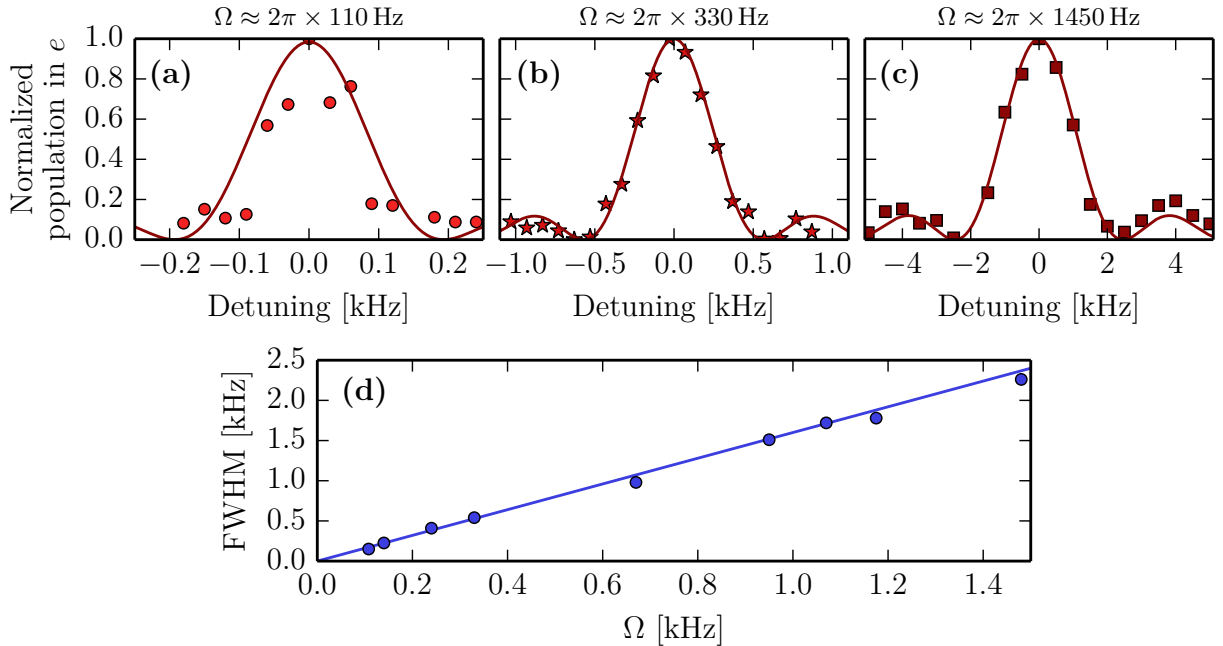 Ω ≈ 2π × 110 Hz
Ω ≈ 2π × 330 Hz
Ω ≈ 2π × 1450 Hz
Normalized
population in e
1.0
0.8
0.6
0.4
0.2
0.0
(a)
(b)
(c)
−0.2 −0.1 0.0 0.1 0.2
−1.0 −0.5 0.0 0.5 1.0
−4 −2 0 2 4
Detuning [kHz]
Detuning [kHz]
Detuning [kHz]
FWHM [kHz]
2.5
2.0
1.5
1.0
0.5
0.0
(d)
0.0 0.2 0.4 0.6 0.8 1.0 1.2 1.4
Ω [kHz]